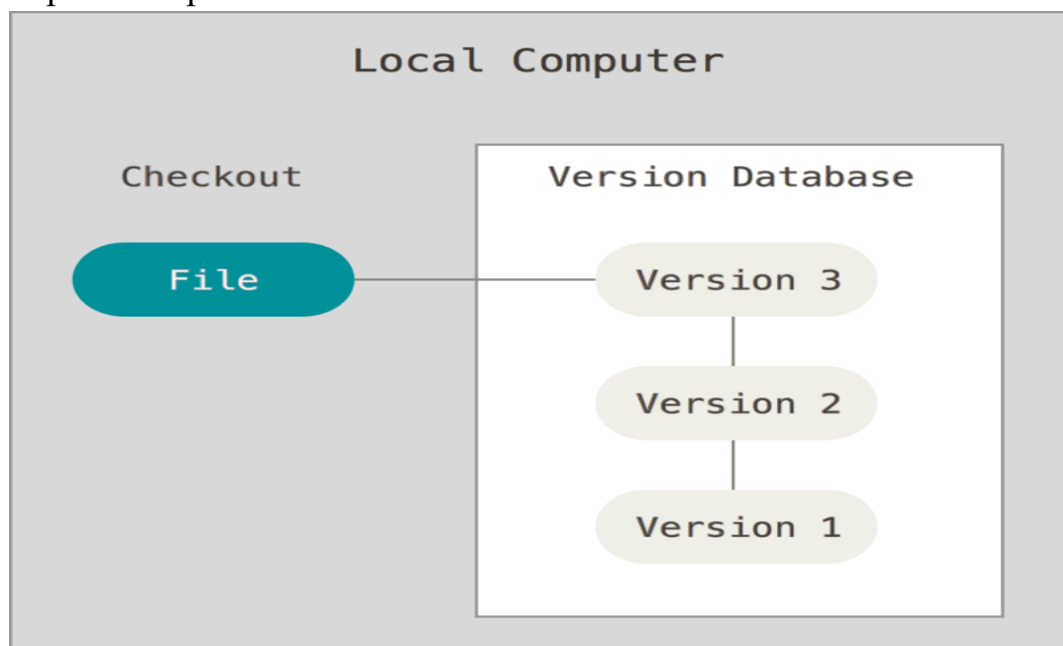 Local Computer
Checkout
Version Database
File
Version 3
Version 2
Version 1